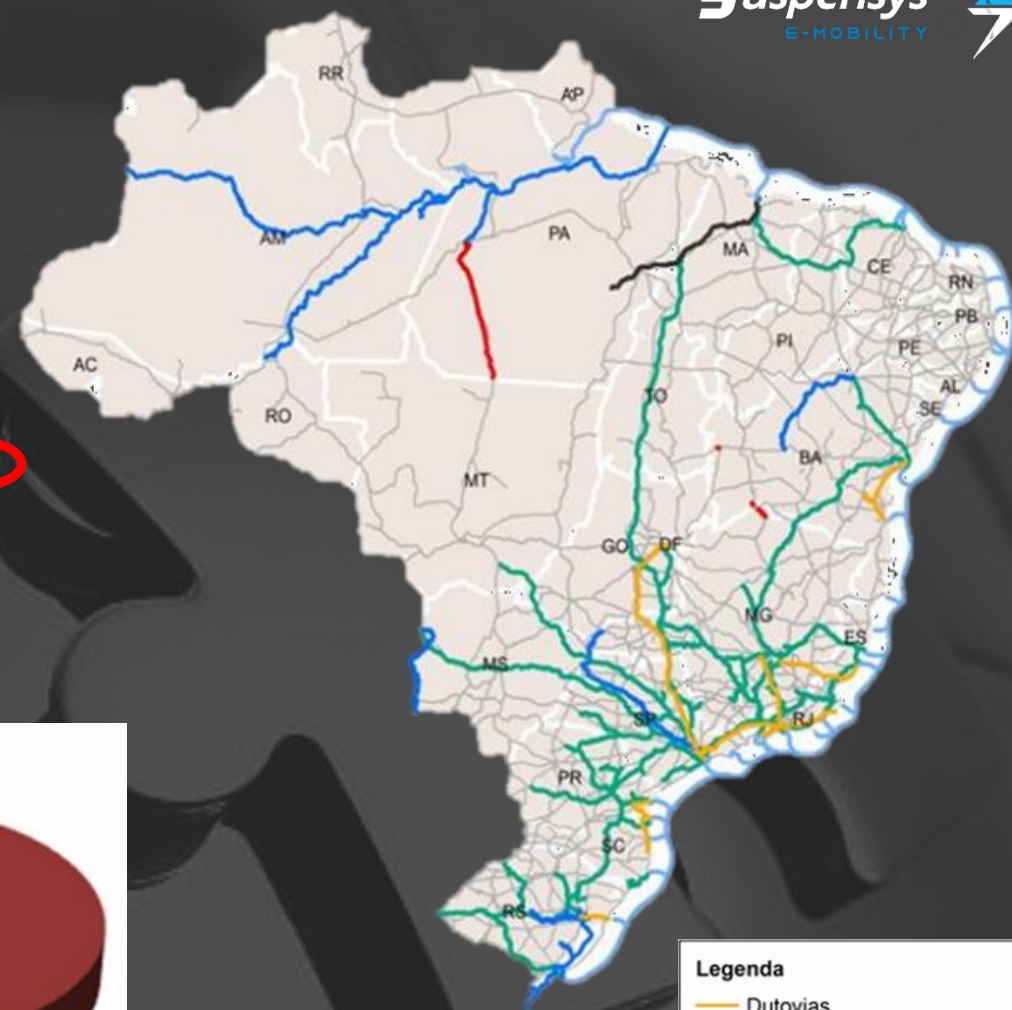 gaspensys
E-MOBILITY
RR
AP
AM
PA
MA
CE
RN
PB
PI
PE
AC
AL
TO
SE
RO
BA
MT
GO
DF
MG
ES
MS
SP
RJ
PR
SC
RS
Legenda
Dutovias